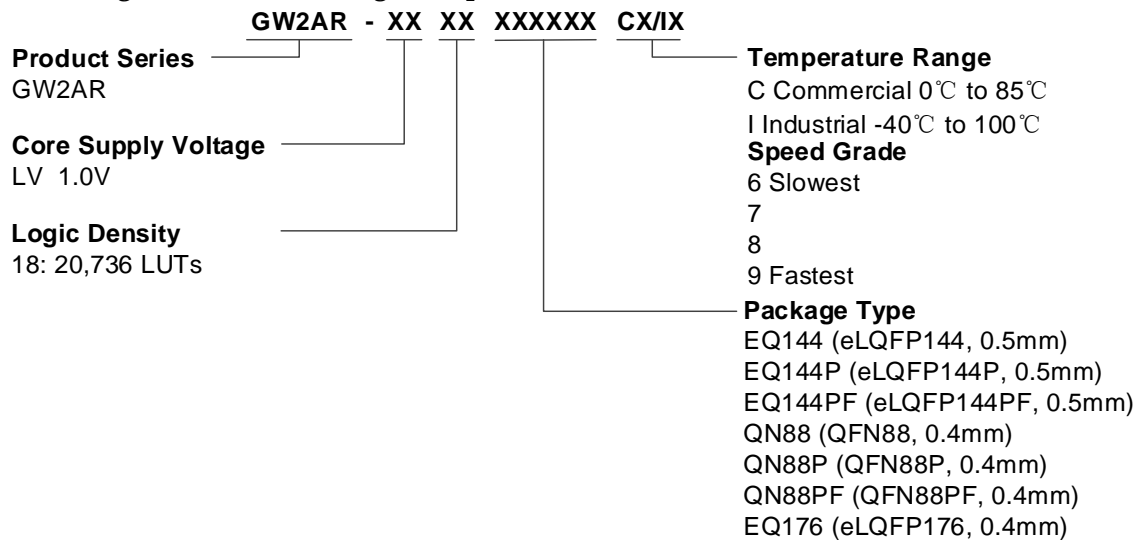 GW2AR - XX XX XXXXXX CX/IX
Product Series
GW2AR
Core Supply Voltage
LV 1.0V
Logic Density
18: 20,736 LUTs
Temperature Range
C Commercial 0℃ to 85℃
I Industrial -40℃ to 100℃
Speed Grade
6 Slowest
7
8
9 Fastest
Package Type
EQ144 (eLQFP144, 0.5mm)
EQ144P (eLQFP144P, 0.5mm)
EQ144PF (eLQFP144PF, 0.5mm)
QN88 (QFN88, 0.4mm)
QN88P (QFN88P, 0.4mm)
QN88PF (QFN88PF, 0.4mm)
EQ176 (eLQFP176, 0.4mm)